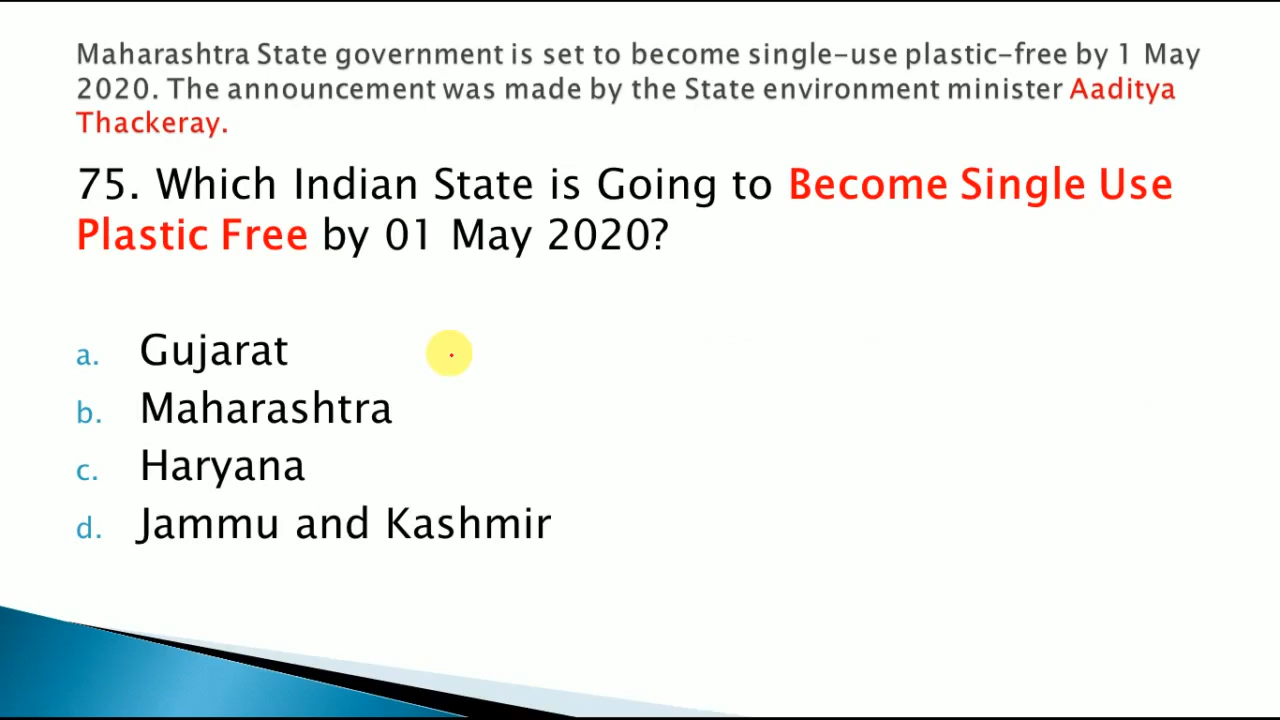 Maharashtra State government is set to become single-use plastic-free by 1 May
2020. The announcement was made by the State environment minister Aaditya
Thackeray.
75. Which Indian State is Going to Become Single Use
Plastic Free by 01 May 2020?
a. Gujarat
b. Maharashtra
c. Haryana
d. Jammu and Kashmir